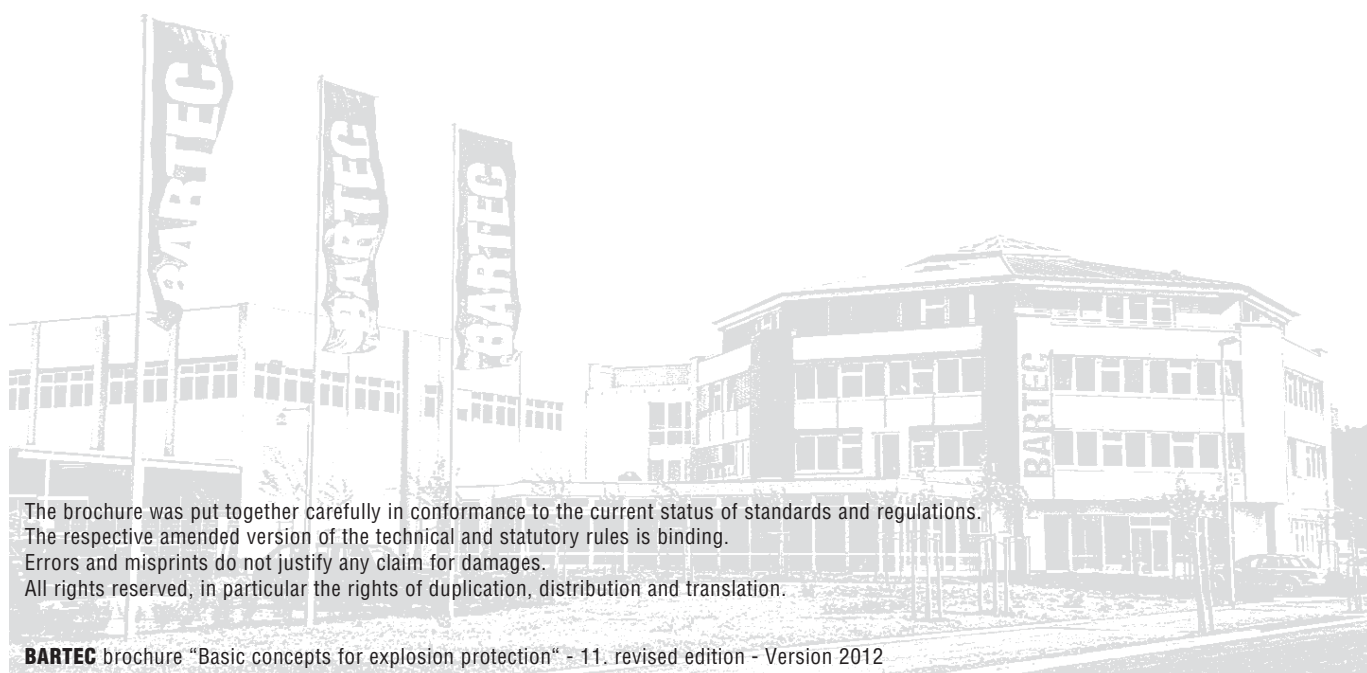 BARTEC
BARTEC
BARTEC
BARTEC
The brochure was put together carefully in conformance to the current status of standards and regulations.
The respective amended version of the technical and statutory rules is binding.
Errors and misprints do not justify any claim for damages.
All rights reserved, in particular the rights of duplication, distribution and translation.
BARTEC brochure “Basic concepts for explosion protection“ - 11. revised edition - Version 2012